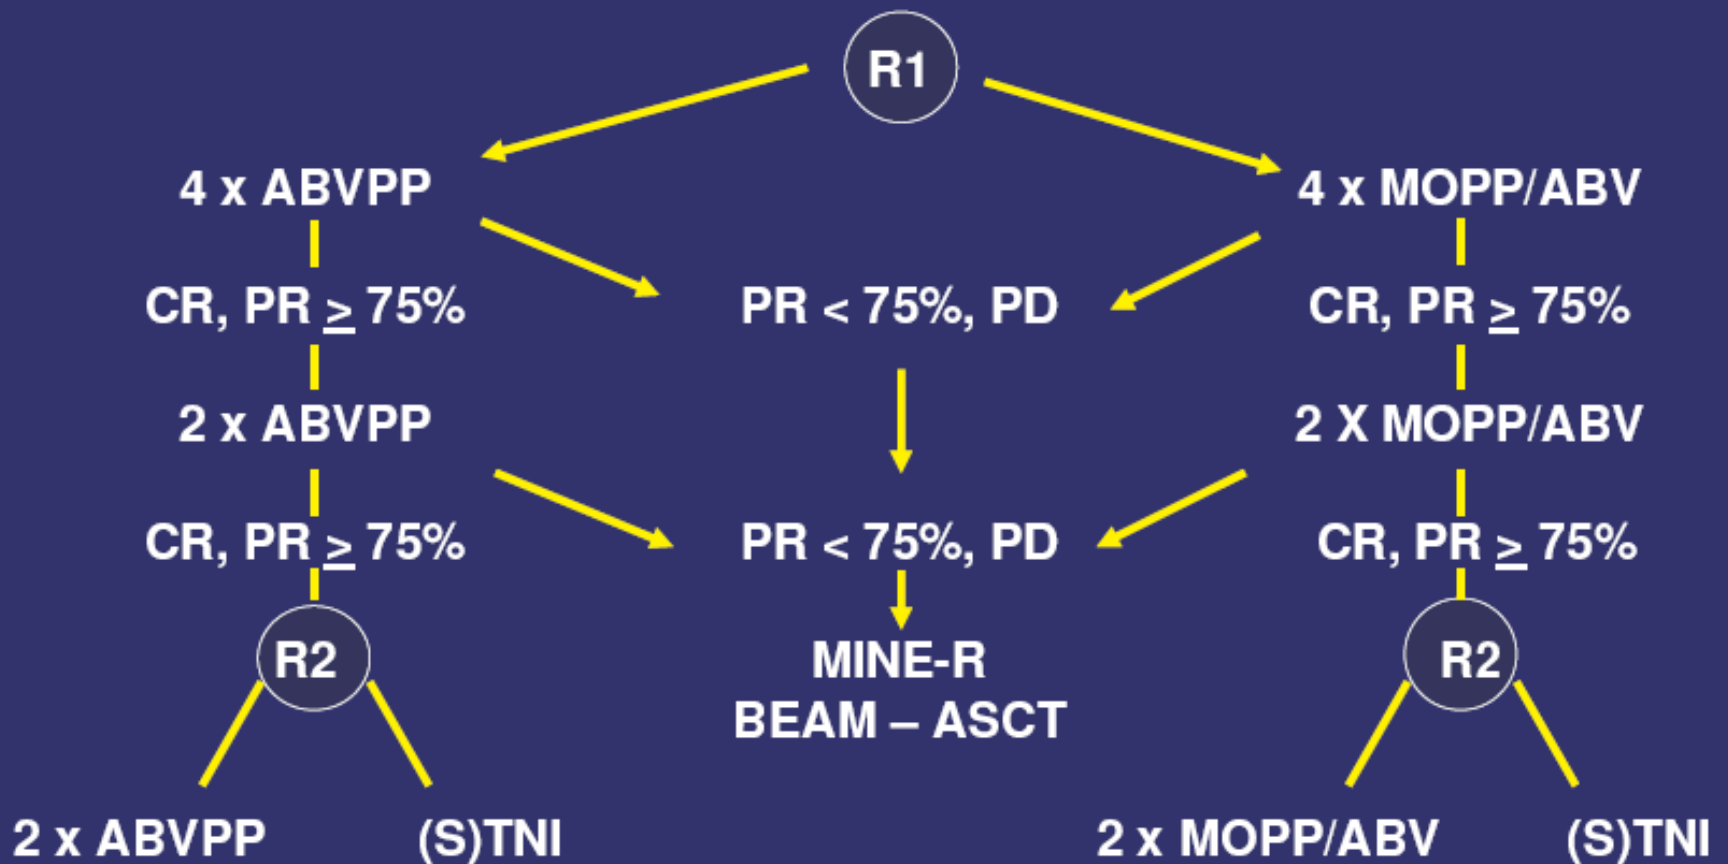 R1
4 x ABVPP
4 x MOPP/ABV
CR, PR ≥ 75%
PR < 75%, PD
CR, PR ≥ 75%
2 x ABVPP
2 X MOPP/ABV
CR, PR ≥ 75%
PR < 75%, PD
CR, PR ≥ 75%
R2
MINE-R
BEAM – ASCT
R2
2 x ABVPP
(S)TNI
2 x MOPP/ABV
(S)TNI